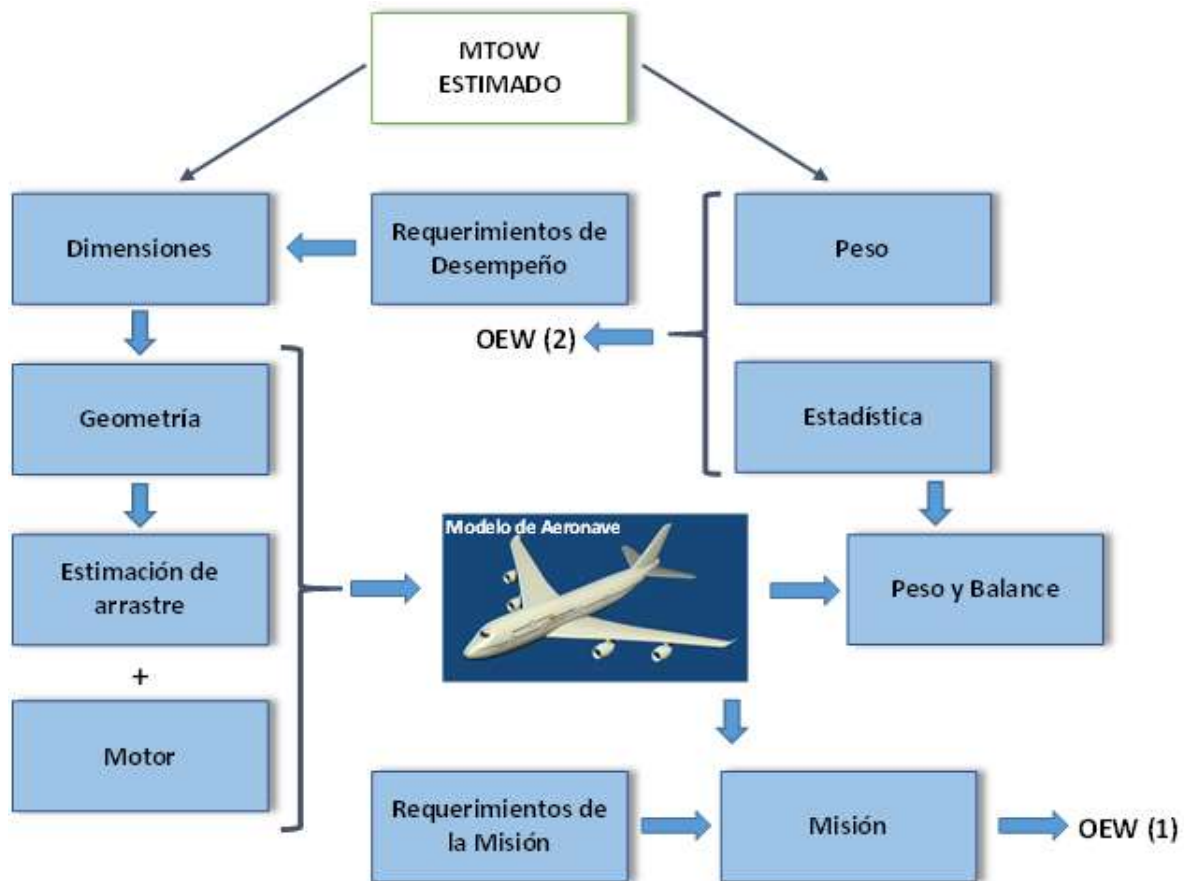 MTOW
ESTIMADO
Dimensiones
Requerimientos de
Desempeño
Peso
OEW (2)
Geometría
Estadística
Modelo de Aeronave
Estimación de
arrastre
Peso y Balance
+
Motor
Requerimientos de
la Misión
Misión
OEW (1)